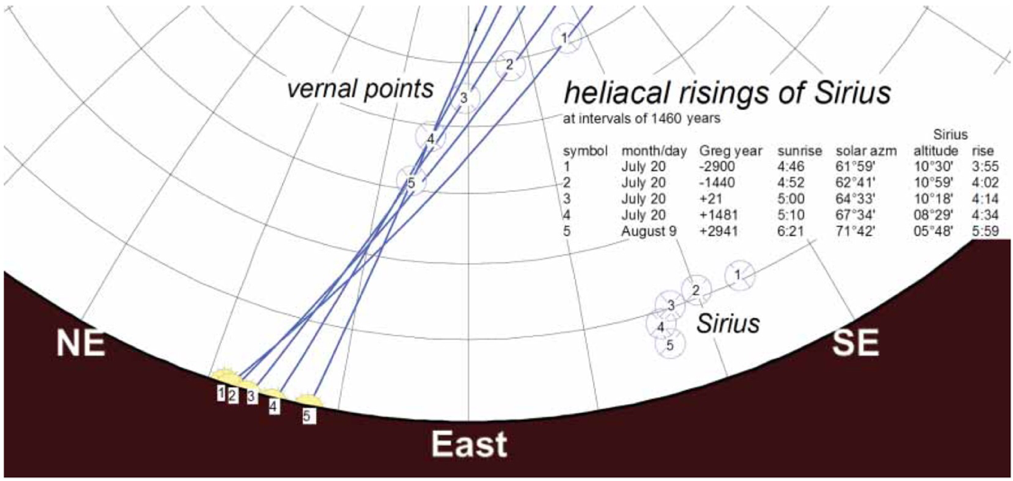 1
2
vernal points
3
4
5
heliacal risings of Sirius
at intervals of 1460 years
Sirius
symbol month/day Greg year sunrise solar azm altitude rise
1 July 20 -2900 4:46 61°59' 10°30' 3:55
2 July 20 -1440 4:52 62°41' 10°59' 4:02
3 July 20 +21 5:00 64°33' 10°18' 4:14
4 July 20 +1481 5:10 67°34' 08°29' 4:34
5 August 9 +2941 6:21 71°42' 05°48' 5:59
1
2
3
4
5
Sirius
NE
SE
1
2
3
4
5
East